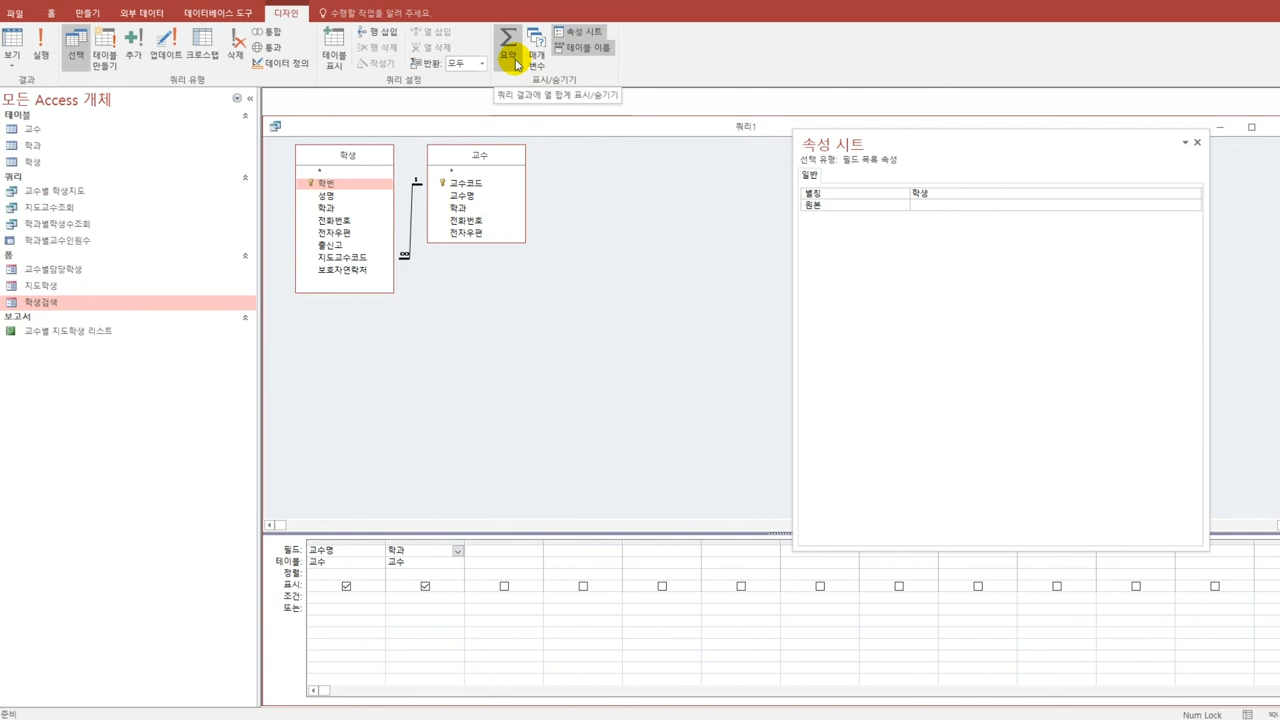 파일 홈 만들기 외부 데이터 데이터베이스 도구 디자인 수행할 작업을 알려 주세요.
보기 실행 선택 테이블 만들기 추가 업데이트 크로스탭 삭제
통합
통과
데이터 정의
테이블 표시
행 삽입
행 삭제
작성기
열 삽입
열 삭제
반환: 모두
요약
매개 변수
속성 시트
테이블 이름
결과 쿼리 유형 쿼리 설정 표시/숨기기
쿼리 결과에 열 합계 표시/숨기기
모든 Access 개체
테이블
교수
학과
학생
쿼리
교수별 학생지도
지도교수조회
학과별학생수조회
학과별교수인원수
폼
교수별담당학생
지도학생
학생검색
보고서
교수별 지도학생 리스트
쿼리1
학생
*
학번
성명
학과
전화번호
전자우편
출신고
지도교수코드
보호자연락처
1
∞
교수
*
교수코드
교수명
학과
전화번호
전자우편
속성 시트
선택 유형: 필드 목록 속성
일반
별칭 학생
원본
필드: 교수명 학과
테이블: 교수 교수
정렬:
표시:
조건:
또는:
준비 Num Lock SQL